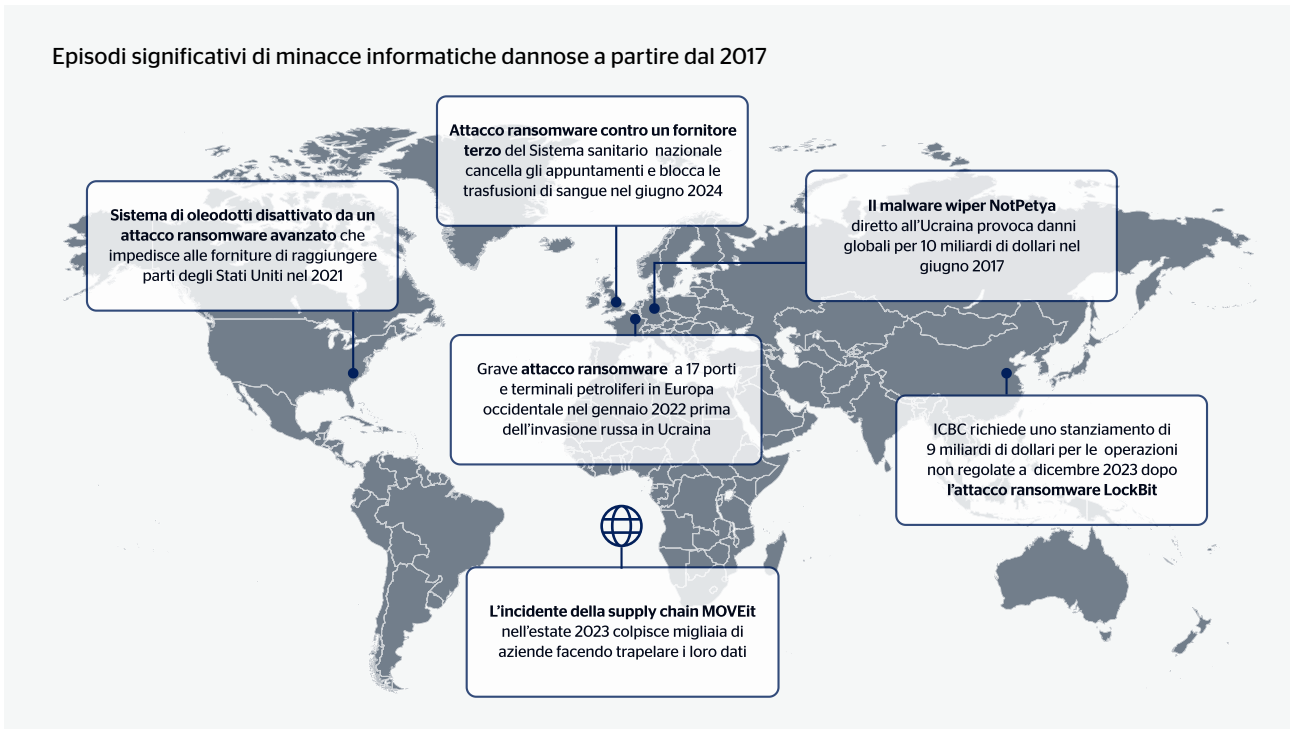 Episodi significativi di minacce informatiche dannose a partire dal 2017
Attacco ransomware contro un fornitore
terzo del Sistema sanitario nazionale
cancella gli appuntamenti e blocca le
trasfusioni di sangue nel giugno 2024
Sistema di oleodotti disattivato da un
attacco ransomware avanzato che
impedisce alle forniture di raggiungere
parti degli Stati Uniti nel 2021
Il malware wiper NotPetya
diretto all'Ucraina provoca danni
globali per 10 miliardi di dollari nel
giugno 2017
Grave attacco ransomware a 17 porti
e terminali petroliferi in Europa
occidentale nel gennaio 2022 prima
dell'invasione russa in Ucraina
ICBC richiede uno stanziamento di
9 miliardi di dollari per le operazioni
non regolate a dicembre 2023 dopo
l'attacco ransomware LockBit
L'incidente della supply chain MOVEit
nell'estate 2023 colpisce migliaia di
aziende facendo trapelare i loro dati